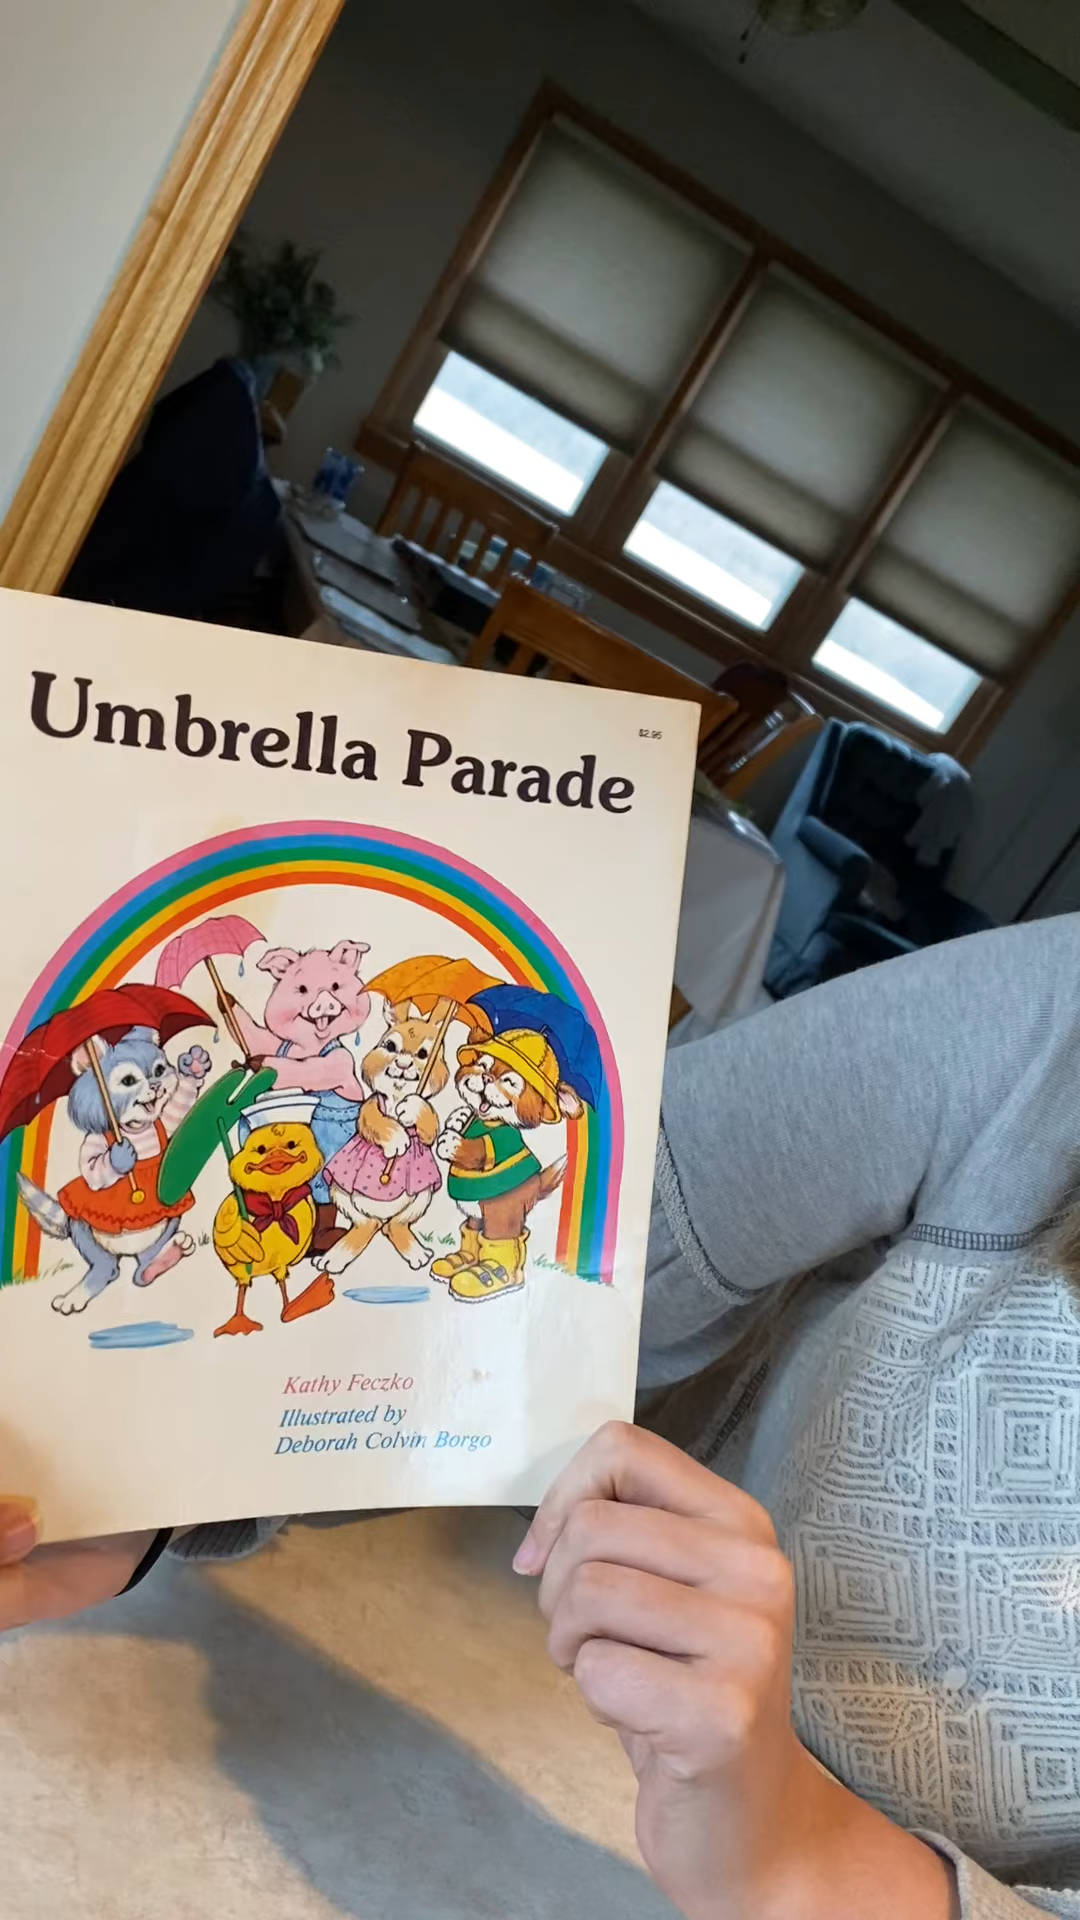 Umbrella Parade
$2.95
Kathy Feczko
Illustrated by
Deborah Colvin Borgo